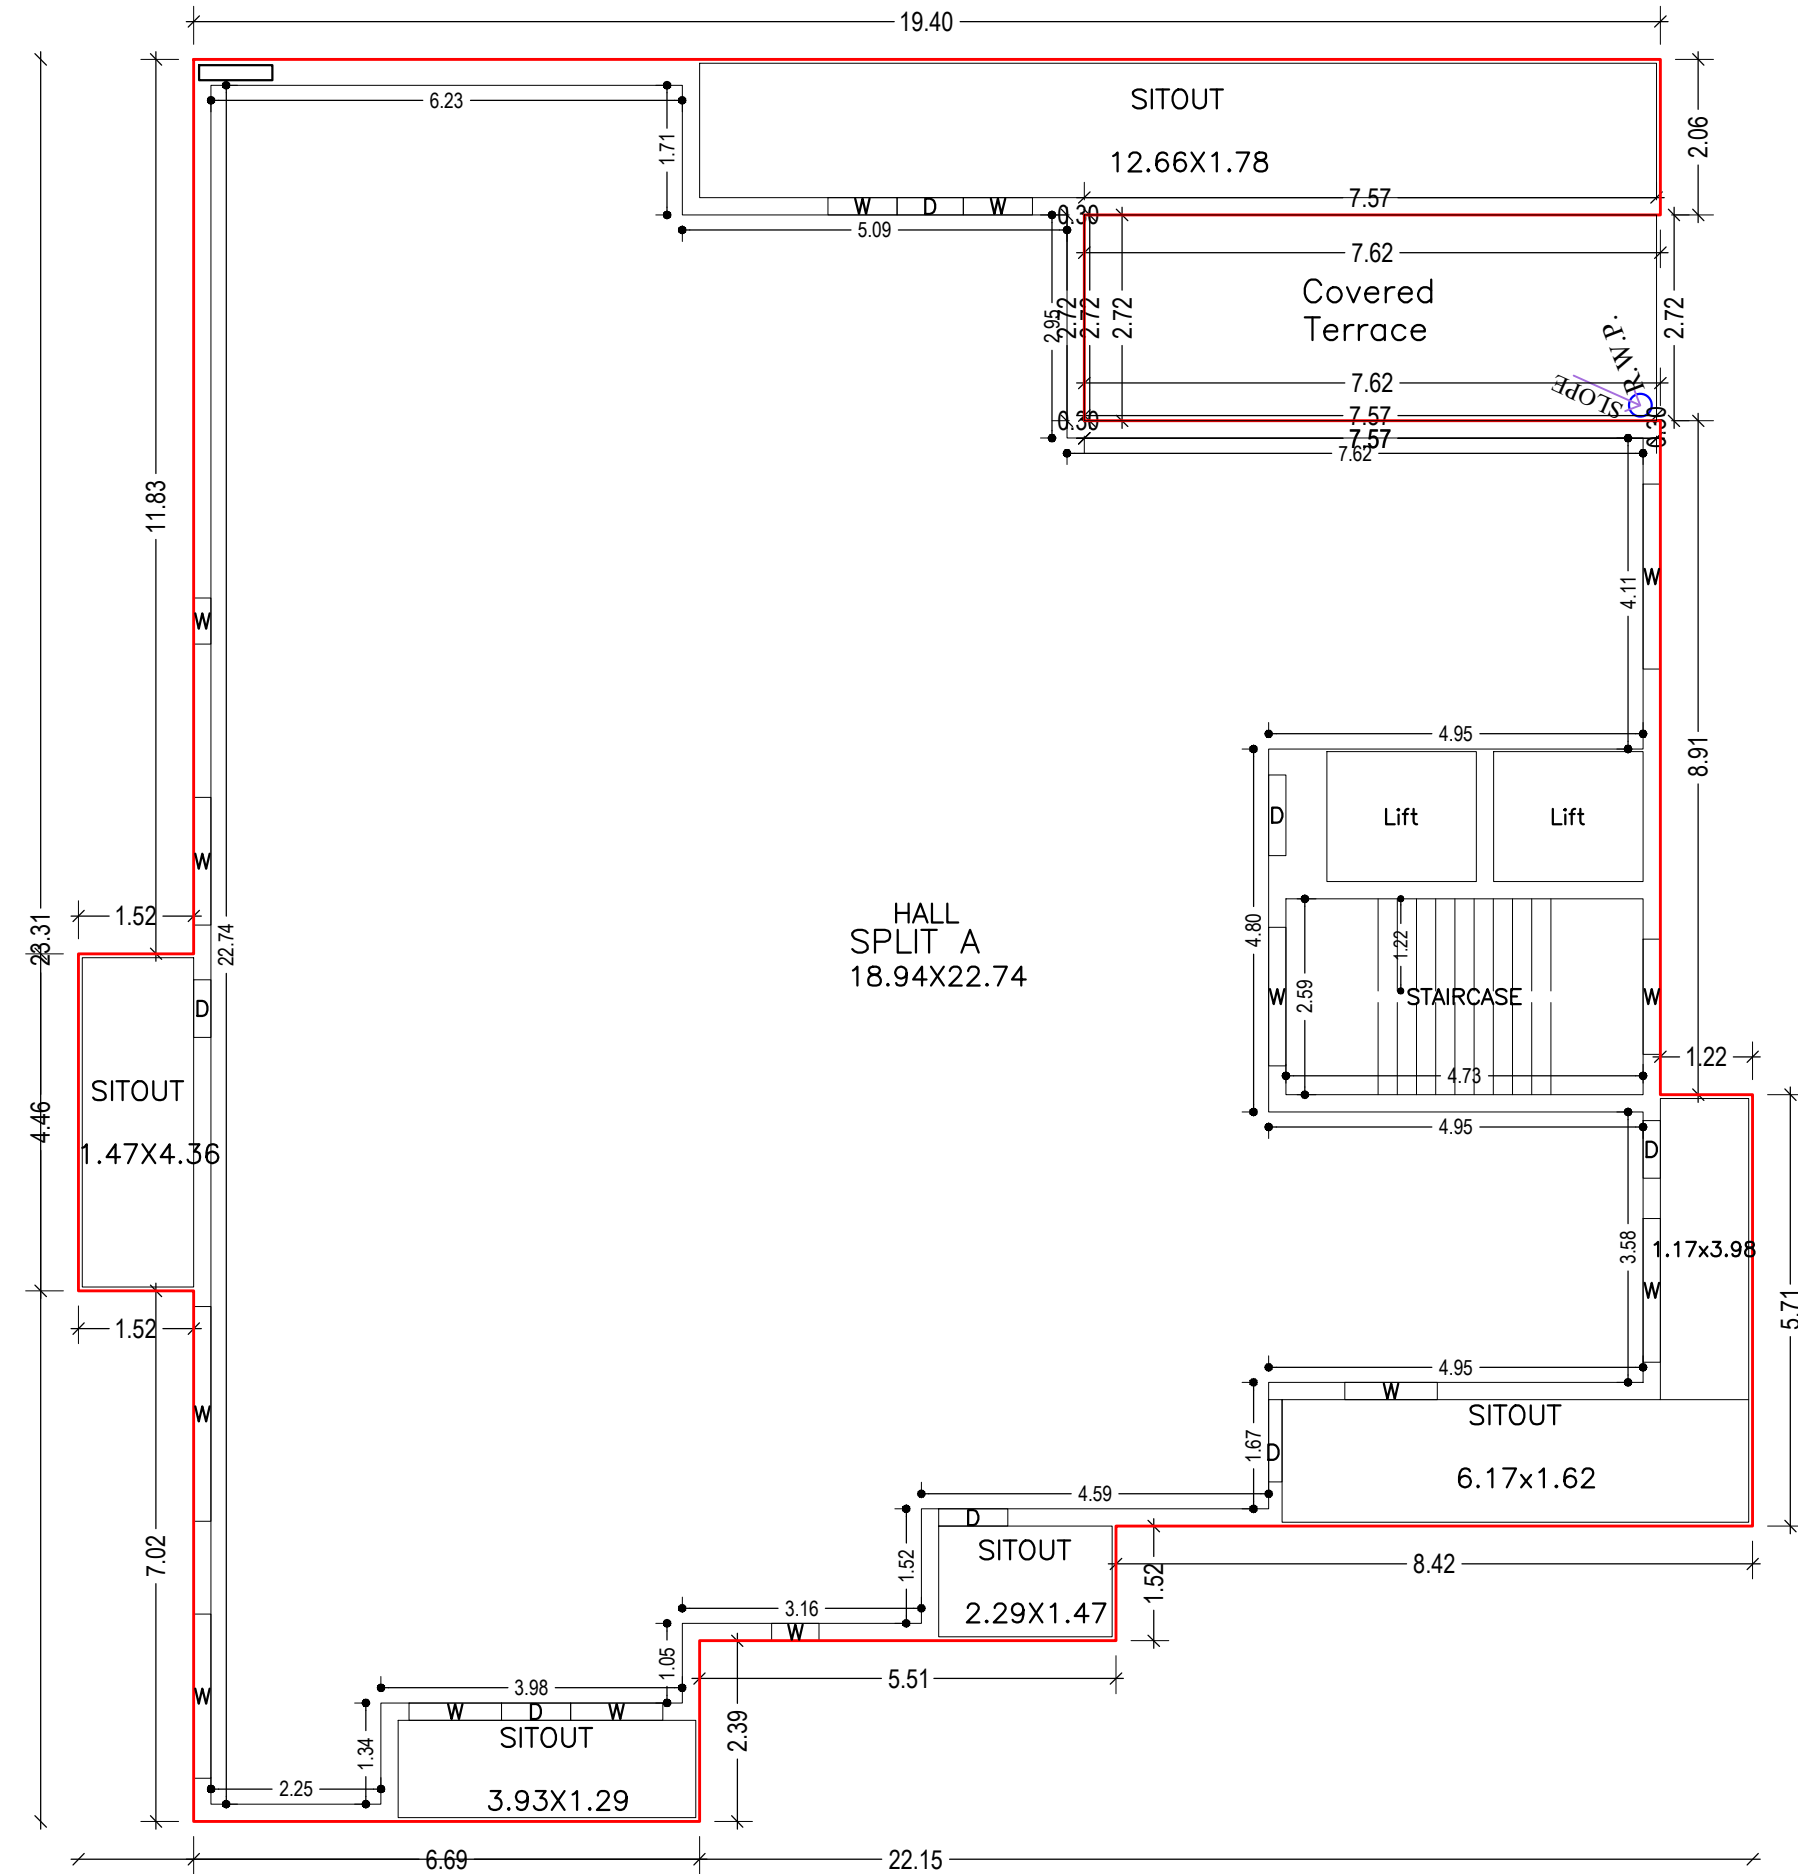 19.40
6.23
1.71
SITOUT
12.66X1.78
2.06
W
D
W
7.57
0.30
5.09
7.62
2.95
2.72
2.72
2.72
Covered
Terrace
2.72
R.W.P.
SLOPE
7.62
7.57
0.30
0.30
7.57
7.62
11.83
4.11
W
W
4.95
8.91
D
Lift
Lift
W
1.52
23.31
22.74
HALL
SPLIT A
18.94X22.74
4.80
1.22
2.59
W
STAIRCASE
W
D
1.22
4.73
SITOUT
4.46
1.47X4.36
4.95
D
3.58
1.17x3.98
W
5.71
1.52
4.95
W
W
SITOUT
1.67
D
6.17x1.62
4.59
D
SITOUT
7.02
1.52
1.52
8.42
3.16
2.29X1.47
W
1.05
5.51
W
3.98
W
D
W
SITOUT
1.34
2.39
2.25
3.93X1.29
6.69
22.15